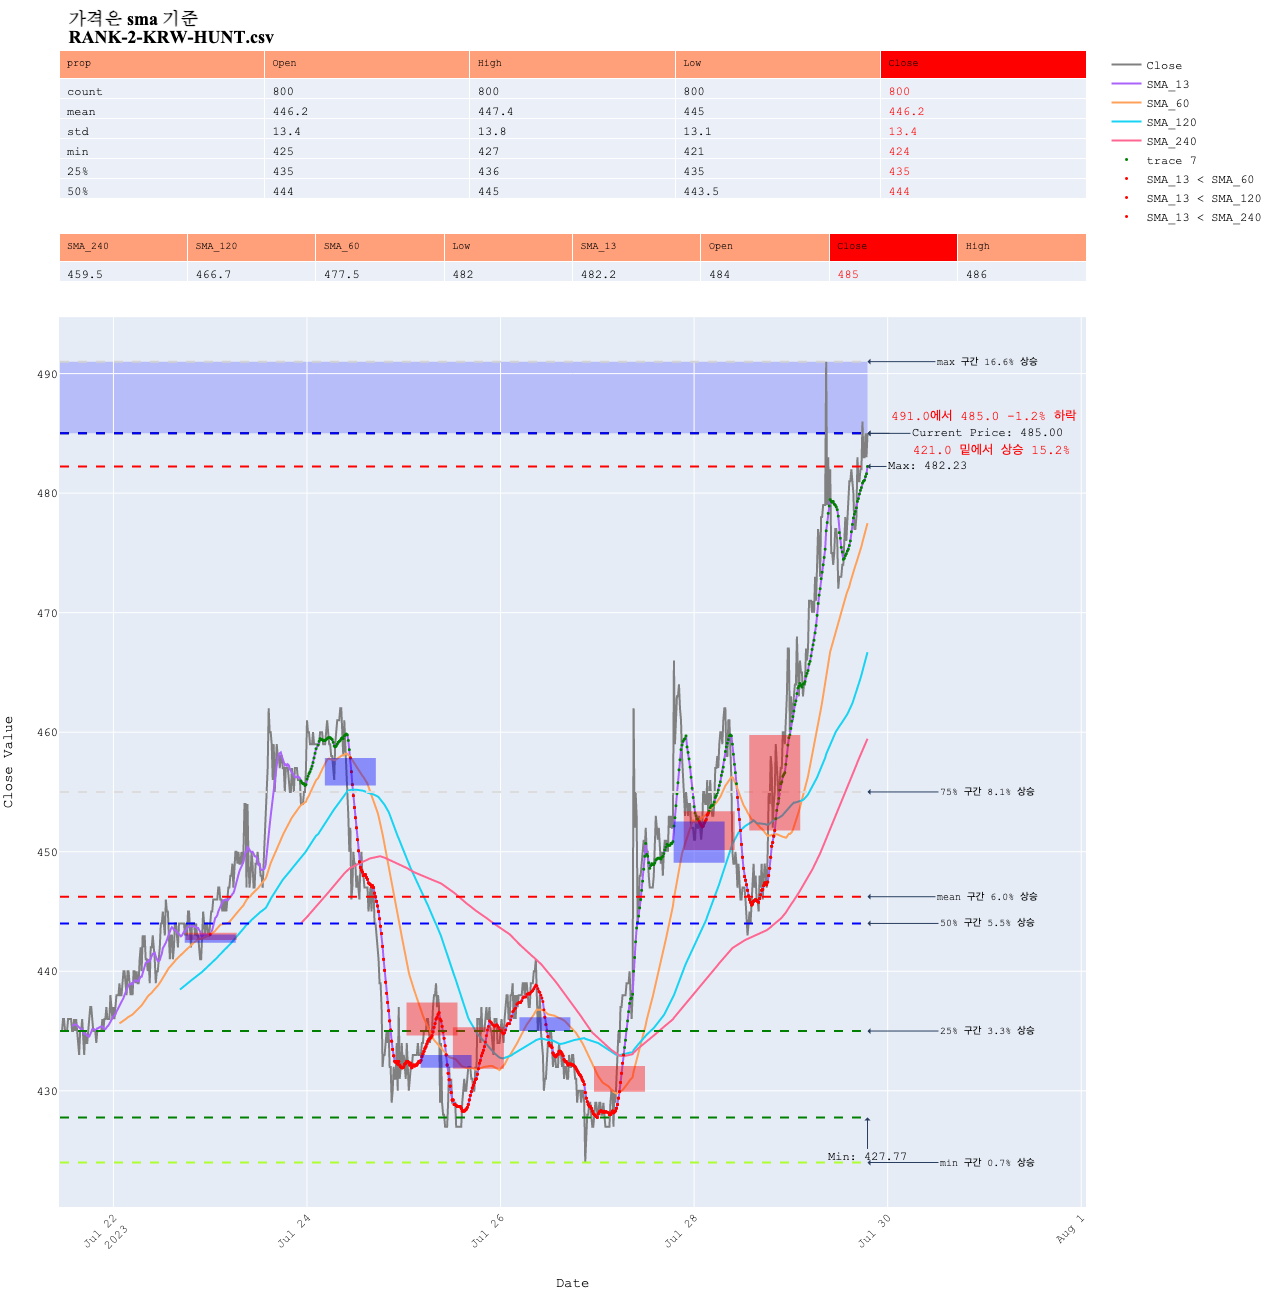 가격은 sma 기준
RANK-2-KRW-HUNT.csv
prop Open High Low Close
count 800 800 800 800
mean 446.2 447.4 445 446.2
std 13.4 13.8 13.1 13.4
min 425 427 421 424
25% 435 436 435 435
50% 444 445 443.5 444
SMA_240 SMA_120 SMA_60 Low SMA_13 Open Close High
459.5 466.7 477.5 482 482.2 484 485 486
Close
SMA_13
SMA_60
SMA_120
SMA_240
trace 7
SMA_13 < SMA_60
SMA_13 < SMA_120
SMA_13 < SMA_240
max 구간 16.6% 상승
491.0에서 485.0 -1.2% 하락
Current Price: 485.00
421.0 밑에서 상승 15.2%
Max: 482.23
75% 구간 8.1% 상승
mean 구간 6.0% 상승
50% 구간 5.5% 상승
25% 구간 3.3% 상승
Min: 427.77
min 구간 0.7% 상승
490
480
470
460
450
440
430
Close Value
Jul 22
2023
Jul 24
Jul 26
Jul 28
Jul 30
Aug 1
Date